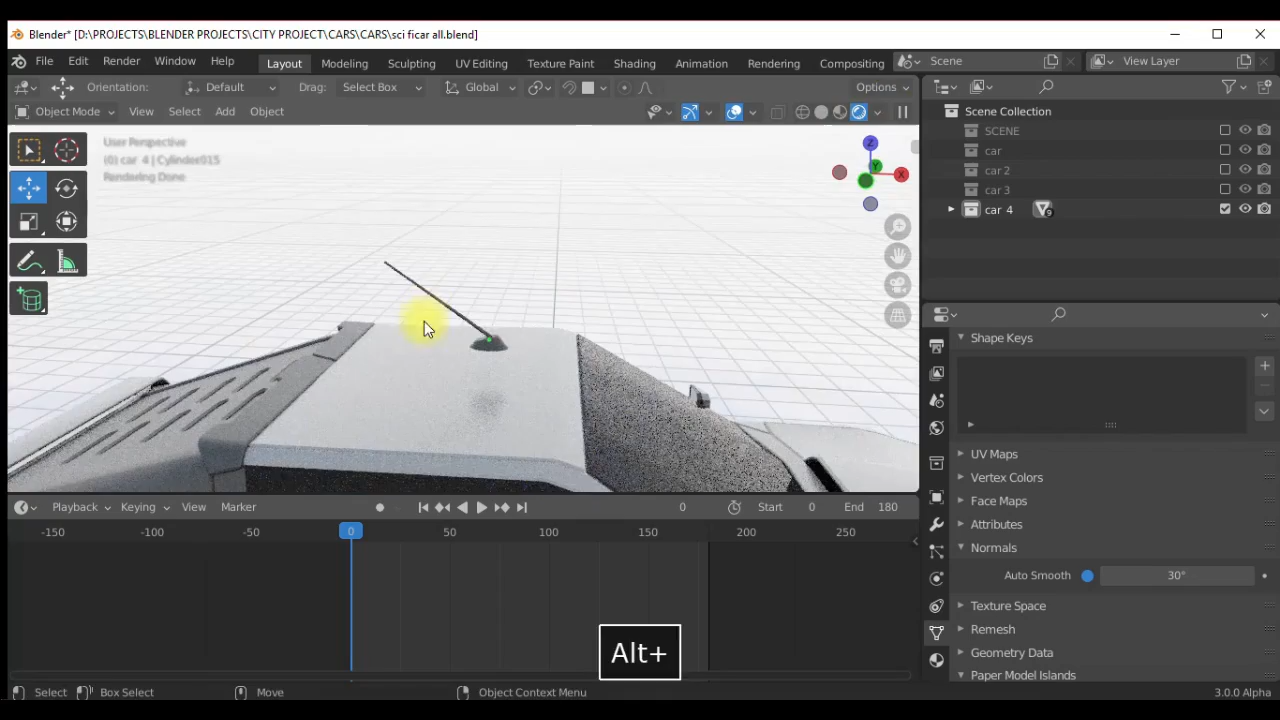 Blender* [D:\PROJECTS\BLENDER PROJECTS\CITY PROJECT\CARS\CARS\sci ficar all.blend]
File Edit Render Window Help Layout Modeling Sculpting UV Editing Texture Paint Shading Animation Rendering Compositing Scene View Layer
Orientation: Default Drag: Select Box Global Options
Object Mode View Select Add Object
Scene Collection
SCENE
car
car 2
car 3
car 4
9
User Perspective
(0) car 4 | Cylinder015
Rendering Done
Z
Y
X
Shape Keys
UV Maps
Vertex Colors
Face Maps
Attributes
Normals
Auto Smooth 30°
Texture Space
Remesh
Geometry Data
Paper Model Islands
Playback Keying View Marker 0 Start 0 End 180
-150 -100 -50 0 50 100 150 200 250
Alt+
Select Box Select Move Object Context Menu 3.0.0 Alpha